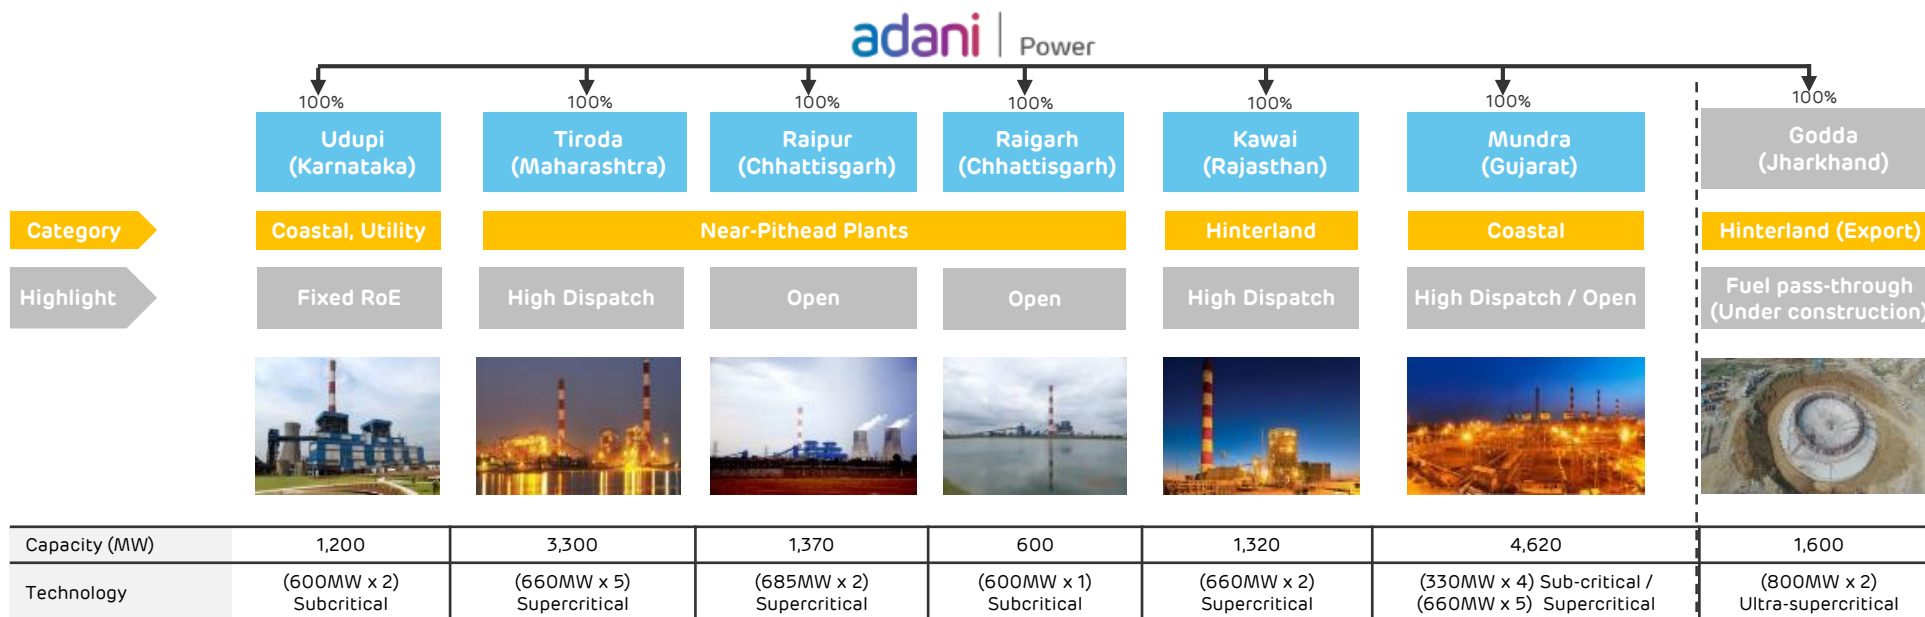 adani | Power
100% 100% 100% 100% 100% 100% 100%
Udupi
(Karnataka)
Tiroda
(Maharashtra)
Raipur
(Chhattisgarh)
Raigarh
(Chhattisgarh)
Kawai
(Rajasthan)
Mundra
(Gujarat)
Godda
(Jharkhand)
Category
Coastal, Utility
Near-Pithead Plants
Hinterland
Coastal
Hinterland (Export)
Highlight
Fixed RoE
High Dispatch
Open
Open
High Dispatch
High Dispatch / Open
Fuel pass-through
(Under construction)
Capacity (MW) 1,200 3,300 1,370 600 1,320 4,620 1,600
Technology
(600MW x 2)
Subcritical
(660MW x 5)
Supercritical
(685MW x 2)
Supercritical
(600MW x 1)
Subcritical
(660MW x 2)
Supercritical
(330MW x 4) Sub-critical /
(660MW x 5) Supercritical
(800MW x 2)
Ultra-supercritical